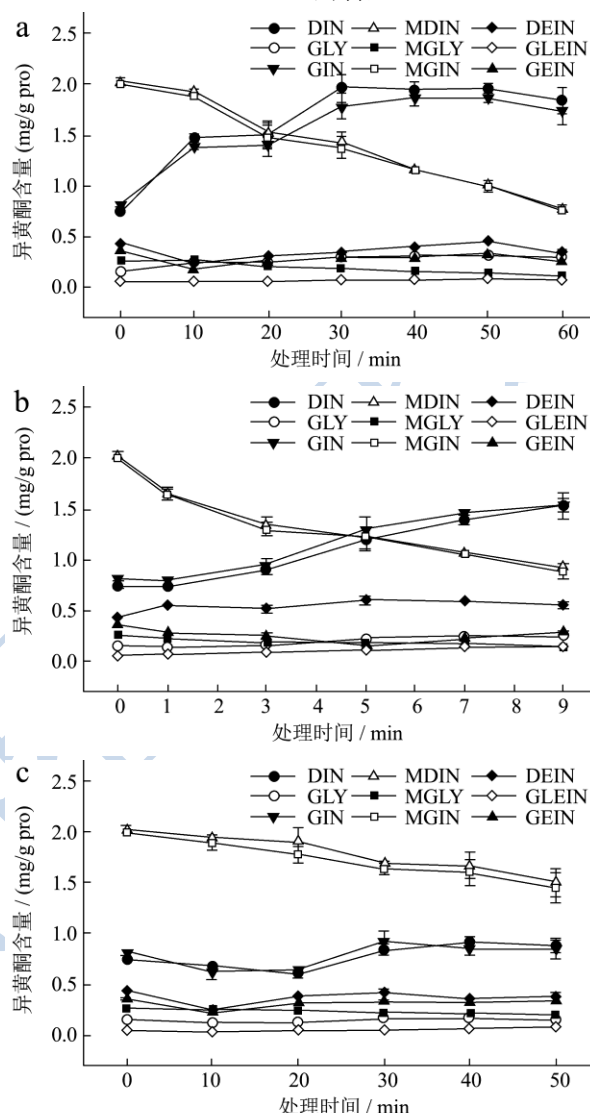 a
DIN MDIN DEIN
GLY MGLY GLEIN
GIN MGIN GEIN
2.5
2.0
1.5
1.0
0.5
0.0
异黄酮含量 (mg/g pro)
0 10 20 30 40 50 60
处理时间 / min
b
DIN MDIN DEIN
GLY MGLY GLEIN
GIN MGIN GEIN
2.5
2.0
1.5
1.0
0.5
0.0
异黄酮含量 / (mg/g pro)
0 1 2 3 4 5 6 7 8 9
处理时间 / min
c
DIN MDIN DEIN
GLY MGLY GLEIN
GIN MGIN GEIN
2.5
2.0
1.5
1.0
0.5
0.0
异黄酮含量 / (mg/g pro)
0 10 20 30 40 50
处理时间 / min